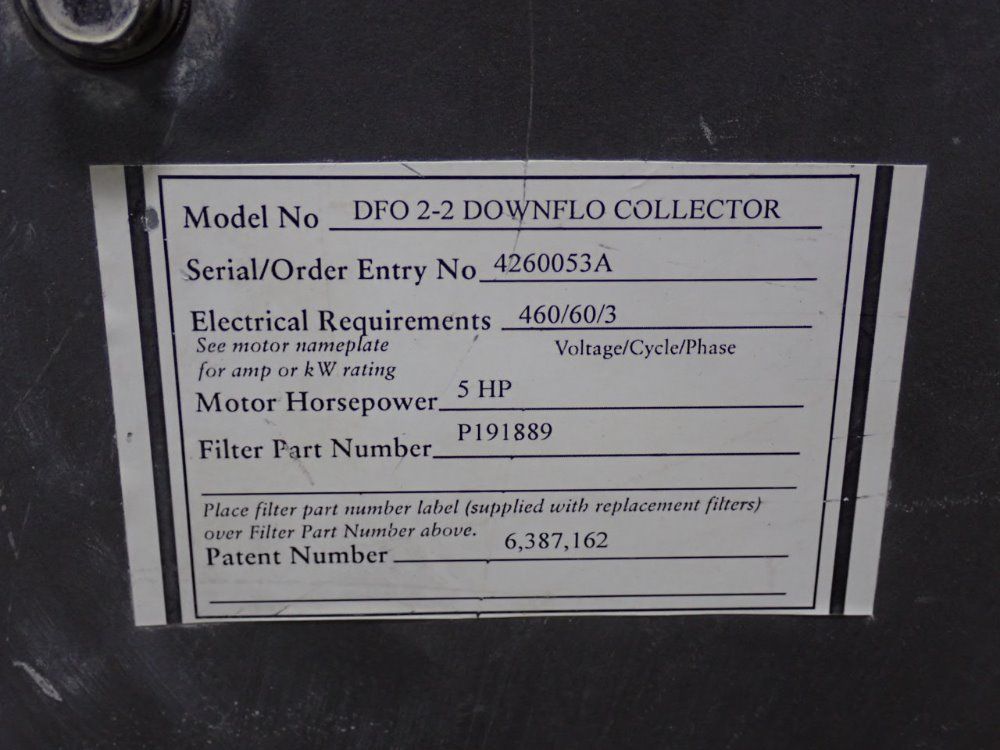 Model No DFO 2-2 DOWNFLO COLLECTOR
Serial/Order Entry No 4260053A
Electrical Requirements 460/60/3
See motor nameplate Voltage/Cycle/Phase
for amp or kW rating
Motor Horsepower 5 HP
Filter Part Number P191889
Place filter part number label (supplied with replacement filters)
over Filter Part Number above.
Patent Number 6,387,162